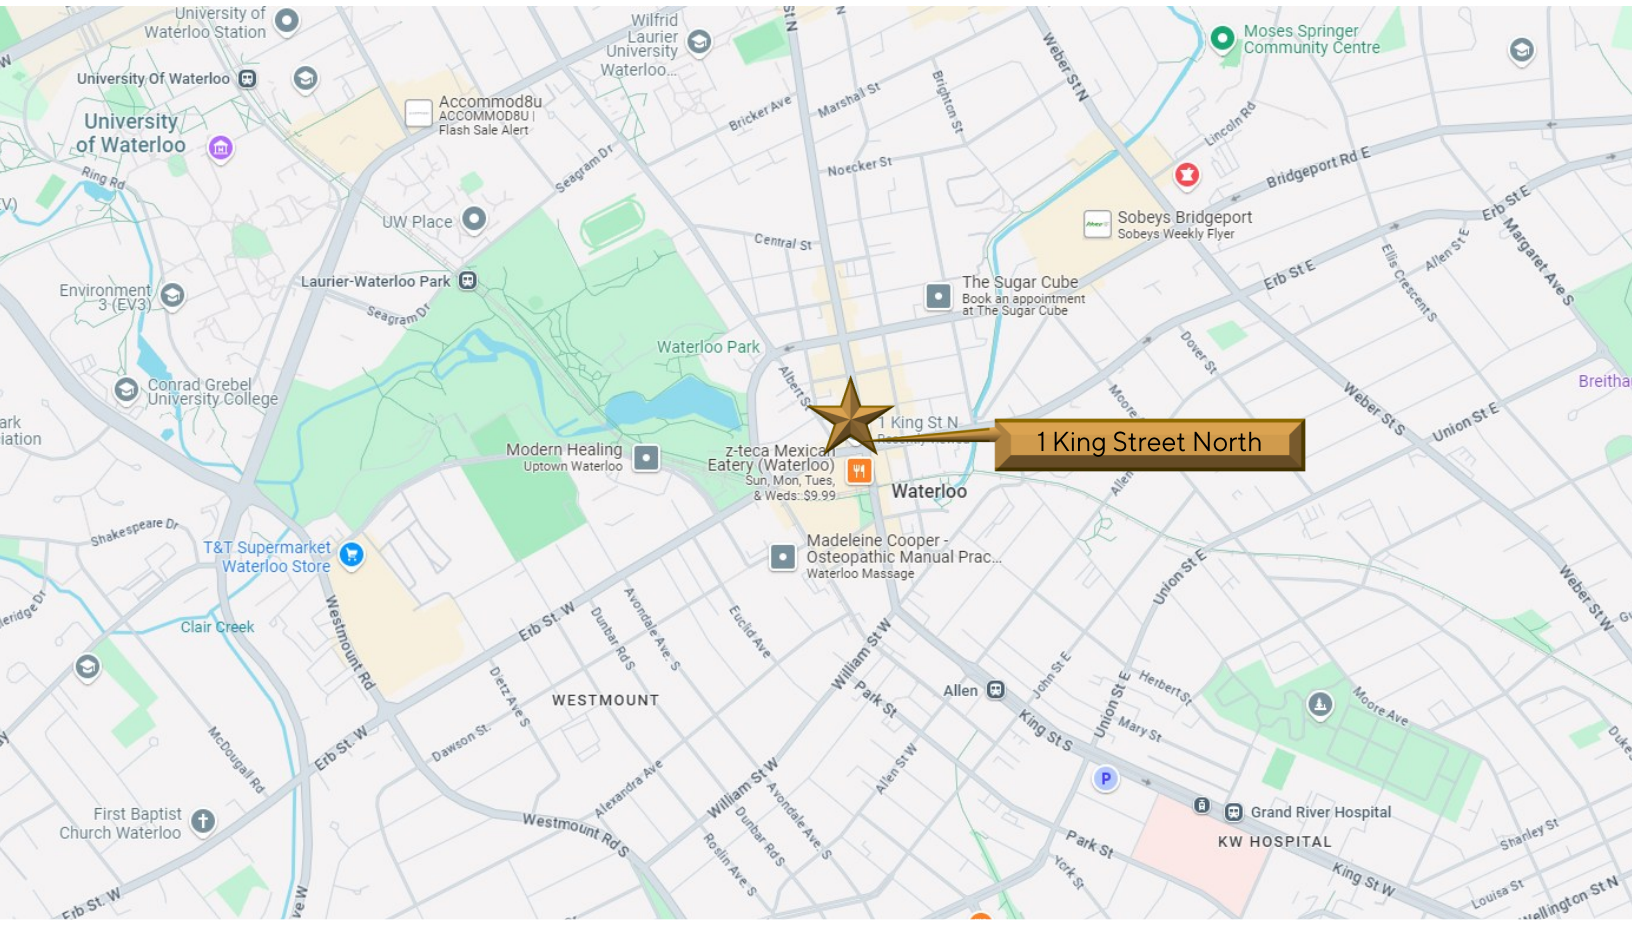 University of
Waterloo Station
Wilfrid
Laurier
University
Waterloo...
St N
Weber St N
Moses Springer
Community Centre
W
University Of Waterloo
Accommod8u
ACCOMMOD8U |
Flash Sale Alert
Bricker Ave
Marshall St
Brighton St
Lincoln Rd
University
of Waterloo
Ring Rd
Seagram Dr
Noecker St
Bridgeport Rd E
Erb St E
V)
UW Place
Sobeys Bridgeport
Sobeys Weekly Flyer
Central St
Margaret Ave S
Allen St E
Ellis Crescent S
Erb St E
Laurier-Waterloo Park
The Sugar Cube
Book an appointment
at The Sugar Cube
Environment
3 (EV3)
Seagram Dr
Waterloo Park
Dover St
Albert S
Conrad Grebel
University College
Moore
Weber St S
Breitha
ark
iation
1 King St N
Union St E
1 King Street North
Modern Healing
Uptown Waterloo
z-teca Mexican
Eatery (Waterloo)
Sun, Mon, Tues,
& Weds: $9.99
Waterloo
Allen
Shakespeare Dr
T&T Supermarket
Waterloo Store
Madeleine Cooper -
Osteopathic Manual Prac...
Waterloo Massage
Union St E
Weber St W
eridge Dr
Clair Creek
Westmount Rd
Erb St. W
Dunbar Rd S
Avondale Ave. S
Euclid Ave
William St W
Gu
WESTMOUNT
Dietz Ave S
Park St
Allen
John St E
Herbert St
Union St E
Mary St
Moore Ave
King St S
Duke
McDougall Rd
Erb St. W
Dawson St.
Alexandra Ave
William St W
Allen St W
P
First Baptist
Church Waterloo
Westmount Rd S
Avondale Ave. S
Dunbar Rd S
Roslin Ave. S
Park St
York St
Grand River Hospital
KW HOSPITAL
King St W
Shanley St
Louisa St
Wellington St N
Erb St. W
ve W